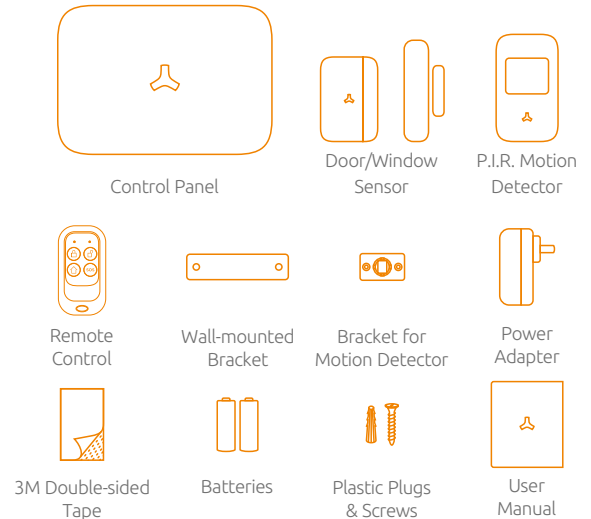 Control Panel
Door/Window
Sensor
P.I.R. Motion
Detector
SOS
Remote
Control
Wall-mounted
Bracket
Bracket for
Motion Detector
Power
Adapter
3M Double-sided
Tape
Batteries
Plastic Plugs
& Screws
User
Manual